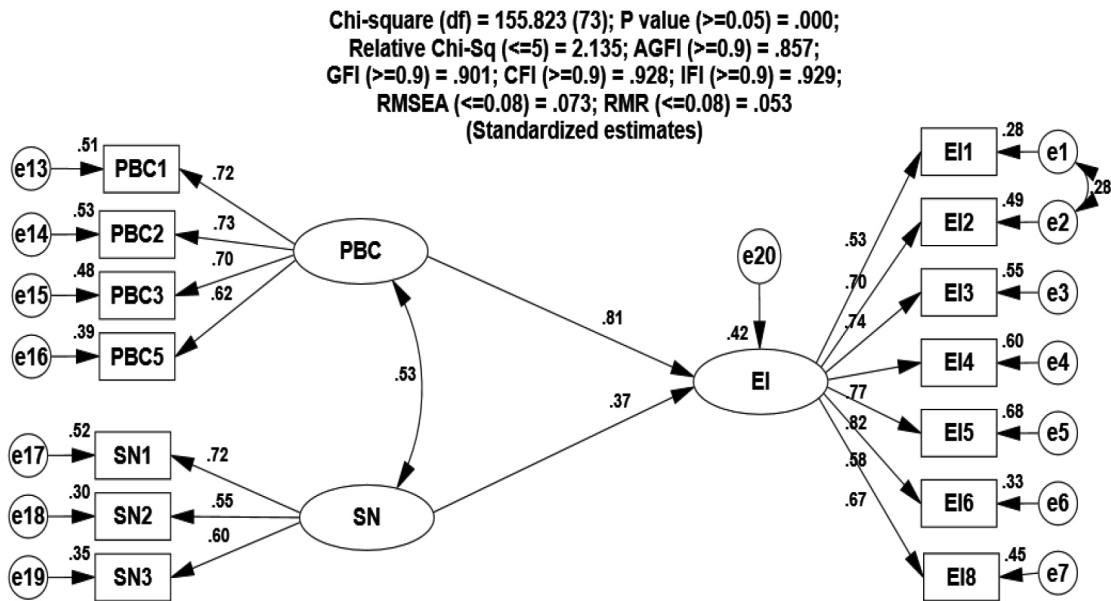 Chi-square (df) = 155.823 (73); P value (>=0.05) = .000;
Relative Chi-Sq (<=5) = 2.135; AGFI (>=0.9) = .857;
GFI (>=0.9) = .901; CFI (>=0.9) = .928; IFI (>=0.9) = .929;
RMSEA (<=0.08) = .073; RMR (<=0.08) = .053
(Standardized estimates)
e13
.51
PBC1
.72
e14
.53
PBC2
.73
e15
.48
PBC3
.70
e16
.39
PBC5
.62
PBC
.53
e17
.52
SN1
.72
e18
.30
SN2
.55
e19
.35
SN3
.60
SN
.81
.37
e20
.42
EI
.53
.70
.74
.77
.82
.58
.67
EI1
.28
e1
EI2
.49
e2
.28
EI3
.55
e3
EI4
.60
e4
EI5
.68
e5
EI6
.33
e6
EI8
.45
e7